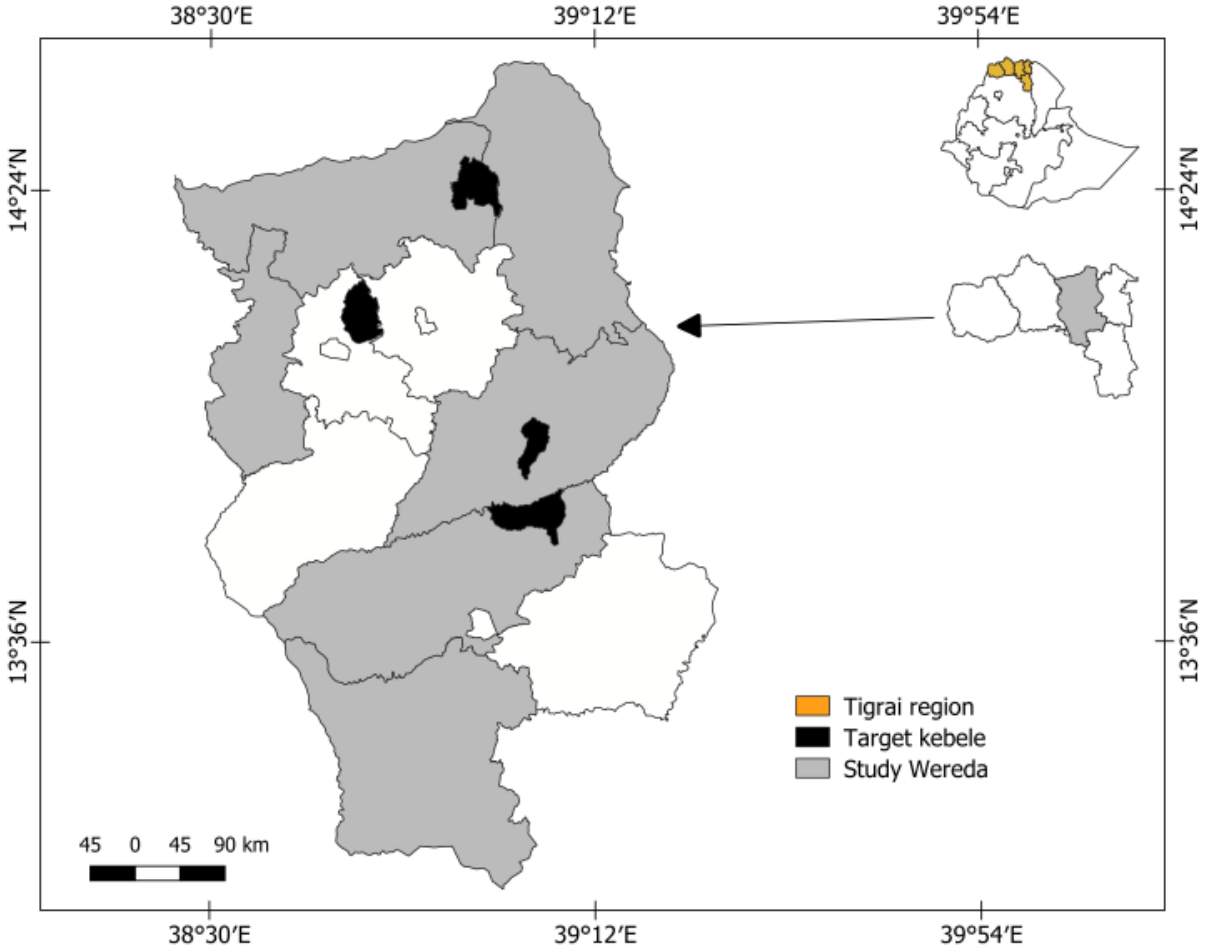 38°30′E 39°12′E 39°54′E
14°24′N 14°24′N
13°36′N 13°36′N
Tigrai region
Target kebele
Study Wereda
45 0 45 90 km
38°30′E 39°12′E 39°54′E